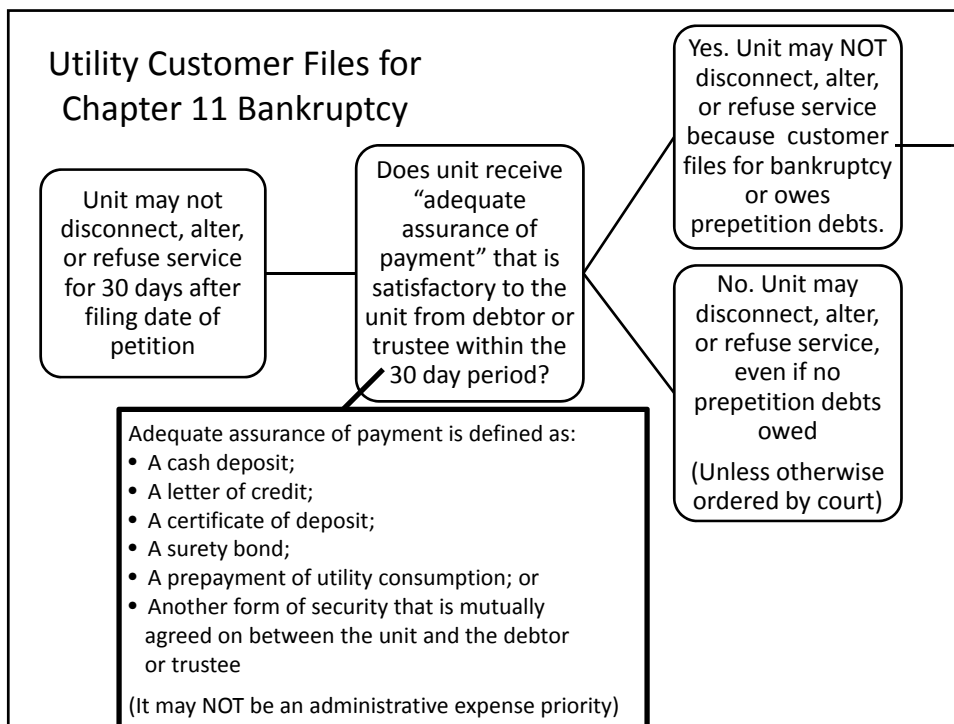 Utility Customer Files for
Chapter 11 Bankruptcy
Unit may not
disconnect, alter,
or refuse service
for 30 days after
filing date of
petition
Does unit receive
“adequate
assurance of
payment” that is
satisfactory to the
unit from debtor or
trustee within the
30 day period?
Yes. Unit may NOT
disconnect, alter,
or refuse service
because customer
files for bankruptcy
or owes
prepetition debts.
No. Unit may
disconnect, alter,
or refuse service,
even if no
prepetition debts
owed
(Unless otherwise
ordered by court)
Adequate assurance of payment is defined as:
• A cash deposit;
• A letter of credit;
• A certificate of deposit;
• A surety bond;
• A prepayment of utility consumption; or
• Another form of security that is mutually
agreed on between the unit and the debtor
or trustee
(It may NOT be an administrative expense priority)